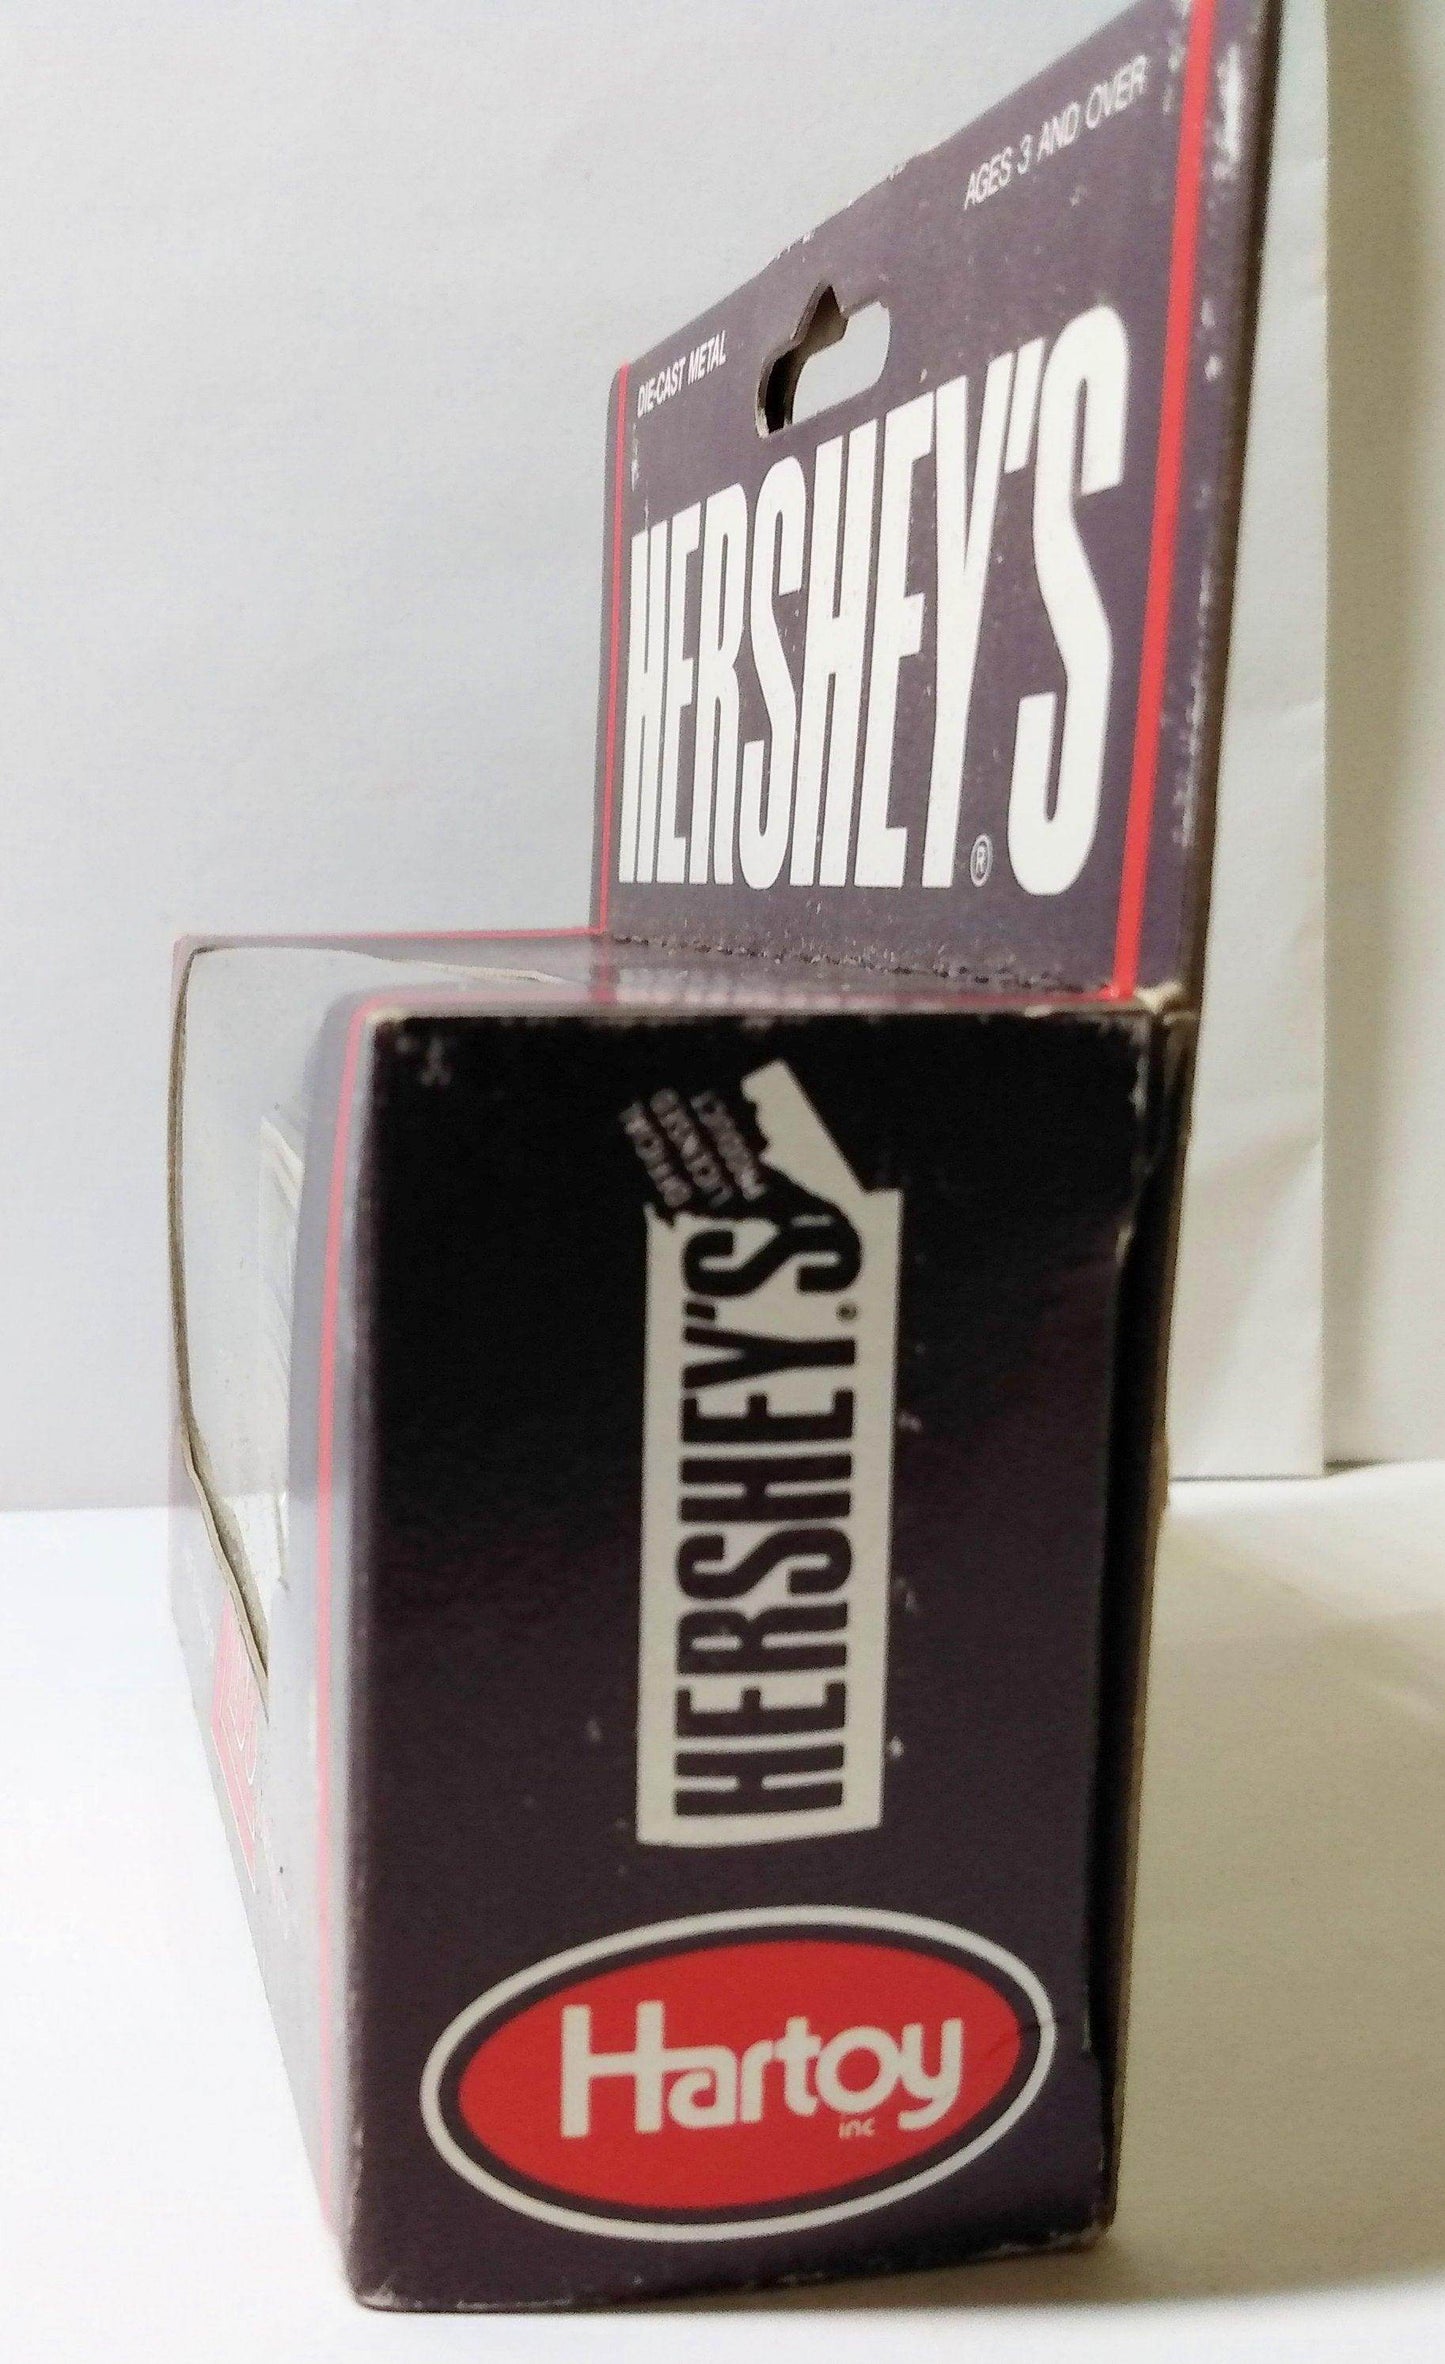 DIE-CAST METAL
AGES 3 AND OVER
HERSHEY'S®
OFFICIAL
LICENSED
PRODUCT
HERSHEY'S®
Hartoy
inc